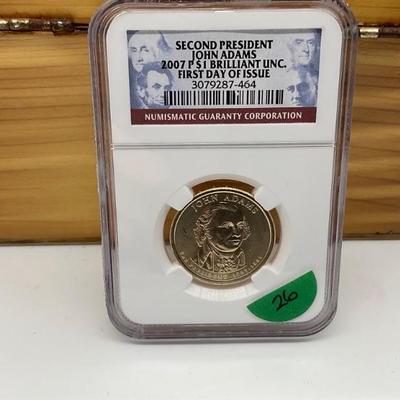 SECOND PRESIDENT
JOHN ADAMS
2007 P $1 BRILLIANT UNC.
FIRST DAY OF ISSUE
3079287-464
NUMISMATIC GUARANTY CORPORATION
JOHN ADAMS
26